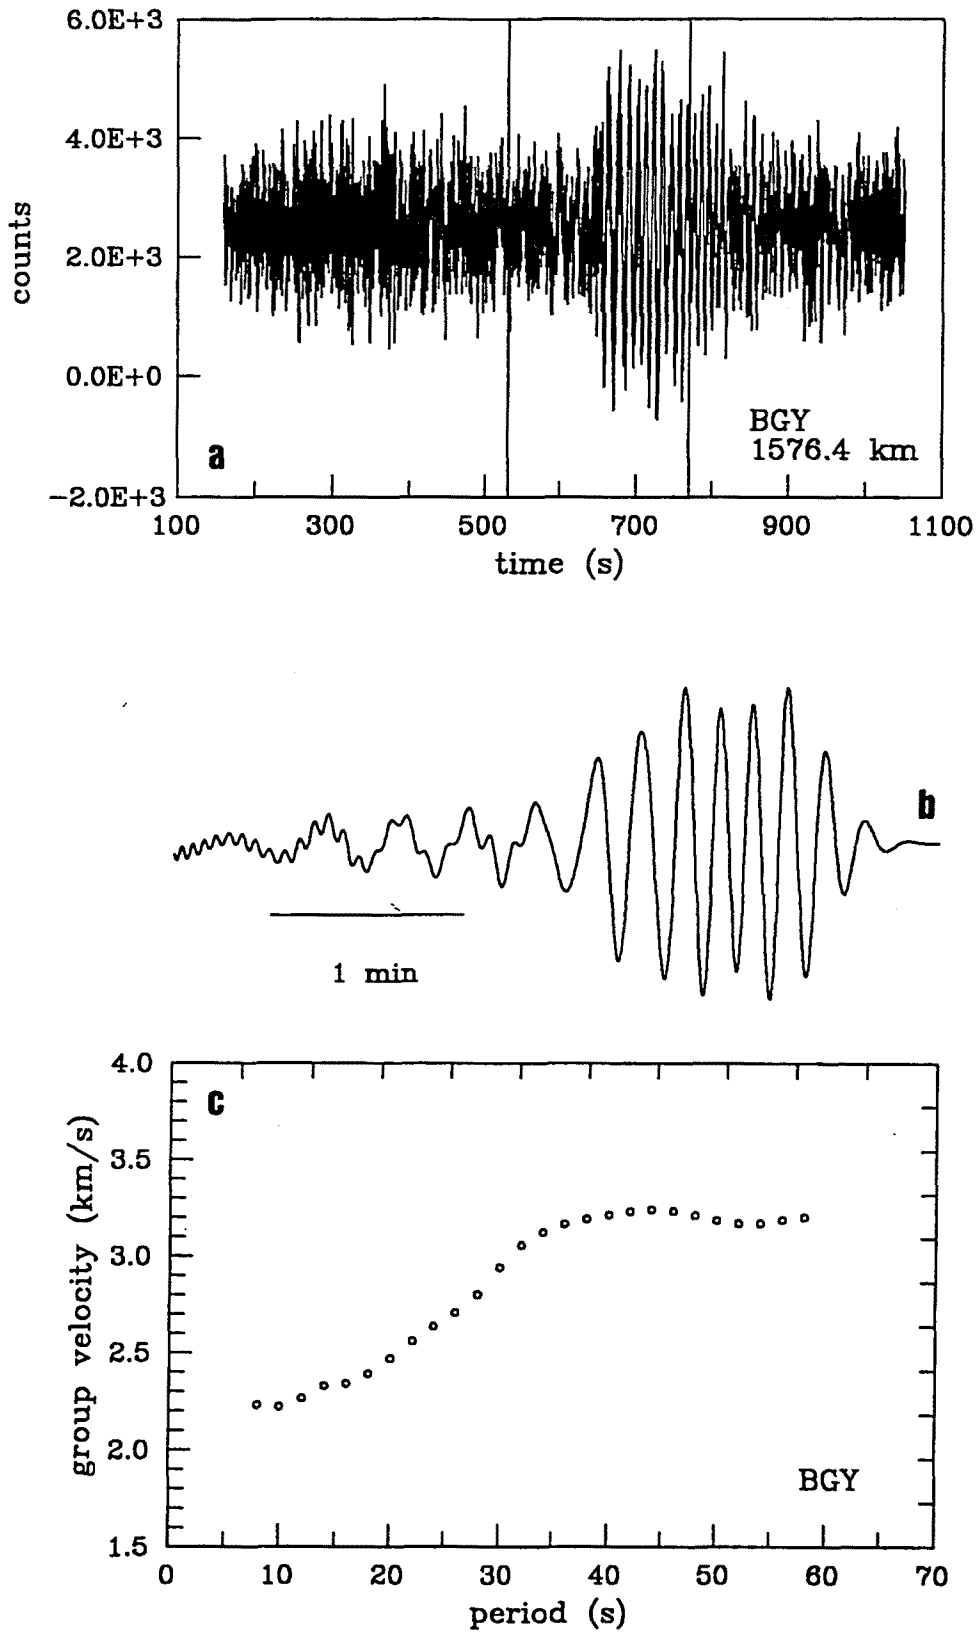 6.0E+3
4.0E+3
2.0E+3
0.0E+0
−2.0E+3
counts
a
BGY
1576.4 km
100 300 500 700 900 1100
time (s)
b
1 min
c
4.0
3.5
3.0
2.5
2.0
1.5
group velocity (km/s)
BGY
0 10 20 30 40 50 60 70
period (s)